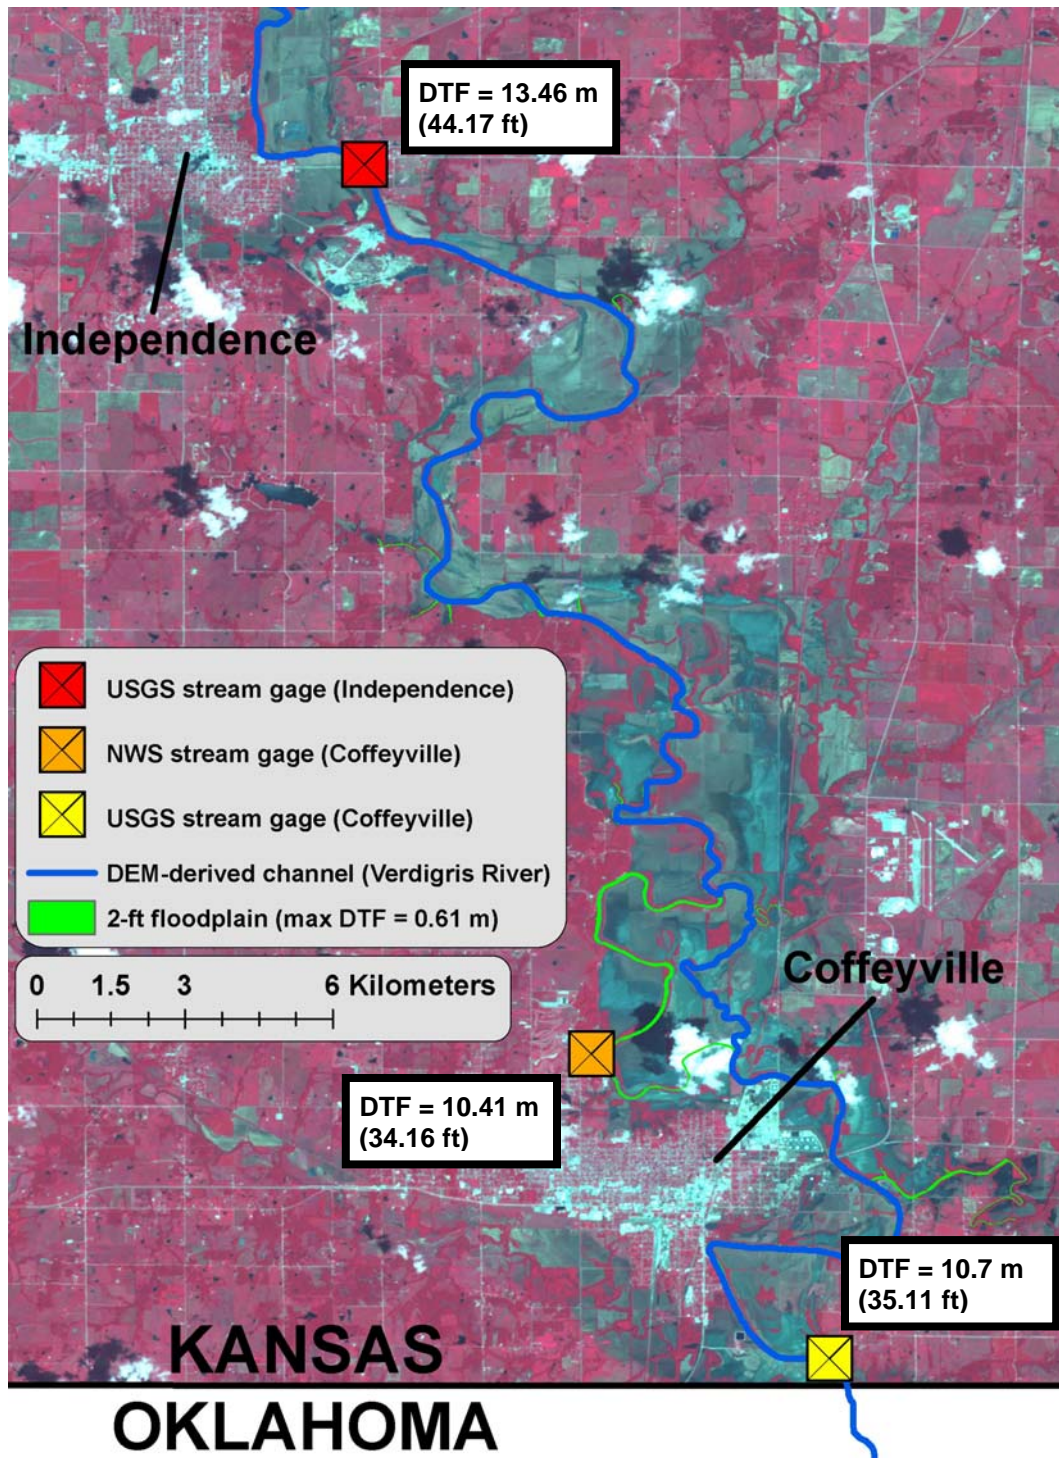 DTF = 13.46 m
(44.17 ft)
Independence
USGS stream gage (Independence)
NWS stream gage (Coffeyville)
USGS stream gage (Coffeyville)
DEM-derived channel (Verdigris River)
2-ft floodplain (max DTF = 0.61 m)
0 1.5 3 6 Kilometers
Coffeyville
DTF = 10.41 m
(34.16 ft)
DTF = 10.7 m
(35.11 ft)
KANSAS
OKLAHOMA